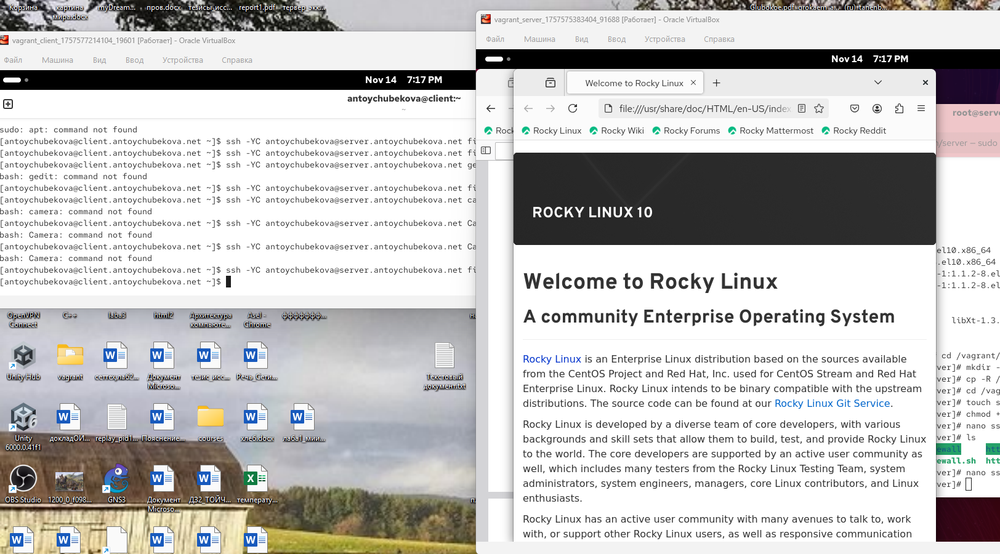 Корзина
картина
мира.docx
myDream...
пров.docx
тезисы_исс...
report1.pdf
тервер_экк...
Glubokoe.pdf
grokaem_a...
(ru)_tanenb...
vagrant_client_1757577214104_19601 [Работает] - Oracle VirtualBox
Файл Машина Вид Ввод Устройства Справка
Nov 14 7:17 PM
antoychubekova@client:~
~
sudo: apt: command not found
[antoychubekova@client.antoychubekova.net ~]$ ssh -YC antoychubekova@server.antoychubekova.net fi
[antoychubekova@client.antoychubekova.net ~]$ ssh -YC antoychubekova@server.antoychubekova.net fi
[antoychubekova@client.antoychubekova.net ~]$ ssh -YC antoychubekova@server.antoychubekova.net ge
bash: gedit: command not found
[antoychubekova@client.antoychubekova.net ~]$ ssh -YC antoychubekova@server.antoychubekova.net fi
[antoychubekova@client.antoychubekova.net ~]$ ssh -YC antoychubekova@server.antoychubekova.net ca
bash: camera: command not found
[antoychubekova@client.antoychubekova.net ~]$ ssh -YC antoychubekova@server.antoychubekova.net Ca
bash: Camera: command not found
[antoychubekova@client.antoychubekova.net ~]$ ssh -YC antoychubekova@server.antoychubekova.net Ca
bash: Camera: command not found
[antoychubekova@client.antoychubekova.net ~]$ ssh -YC antoychubekova@server.antoychubekova.net fi
[antoychubekova@client.antoychubekova.net ~]$
OpenVPN
Connect
C++
laba3
html2
Архитектура
компьюте...
Asel -
Chrome
ффффффф...
Unity Hub
vagrant
сеттех,лаб2...
Документ
Microso...
тезис_исс...
Речь_Сети...
Текстовый
документ.txt
Unity
6000.0.41f1
докладОИ...
replay_pid1...
Пояснение...
courses
хлеб.docx
лаба1_мии...
OBS Studio
1200_0_f098...
GNS3
Документ
Microso...
ДЗ2_ТОЙЧ...
температу...
vagrant_server_1757575383404_91688 [Работает] - Oracle VirtualBox
Файл Машина Вид Ввод Устройства Справка
Nov 14 7:17 PM
Welcome to Rocky Linux
file:///usr/share/doc/HTML/en-US/index
Rock
Rocky Linux
Rocky Wiki
Rocky Forums
Rocky Mattermost
Rocky Reddit
ROCKY LINUX 10
Welcome to Rocky Linux
A community Enterprise Operating System
Rocky Linux is an Enterprise Linux distribution based on the sources available
from the CentOS Project and Red Hat, Inc. used for CentOS Stream and Red Hat
Enterprise Linux. Rocky Linux intends to be binary compatible with the upstream
distributions. The source code can be found at our Rocky Linux Git Service.
Rocky Linux is developed by a diverse team of core developers, with various
backgrounds and skill sets that allow them to build, test, and provide Rocky Linux
to the world. The core developers are supported by an active user community as
well, which includes many testers from the Rocky Linux Testing Team, system
administrators, system engineers, managers, core Linux contributors, and Linux
enthusiasts.
Rocky Linux has an active user community with many avenues to talk to, work
with, or support other Rocky Linux users, as well as responsive communication
root@serve
/server — sudo
el10.x86_64
.el10.x86_64
-1:1.1.2-8.el
-1:1.1.2-8.el
libXt-1.3.
cd /vagrant/
ver]# mkdir -
ver]# cp -R /
ver]# cd /vag
ver]# touch s
ver]# chmod +
ver]# nano ss
ver]# ls
ewall htt
ewall.sh htt
ver]# nano ss
ver]#